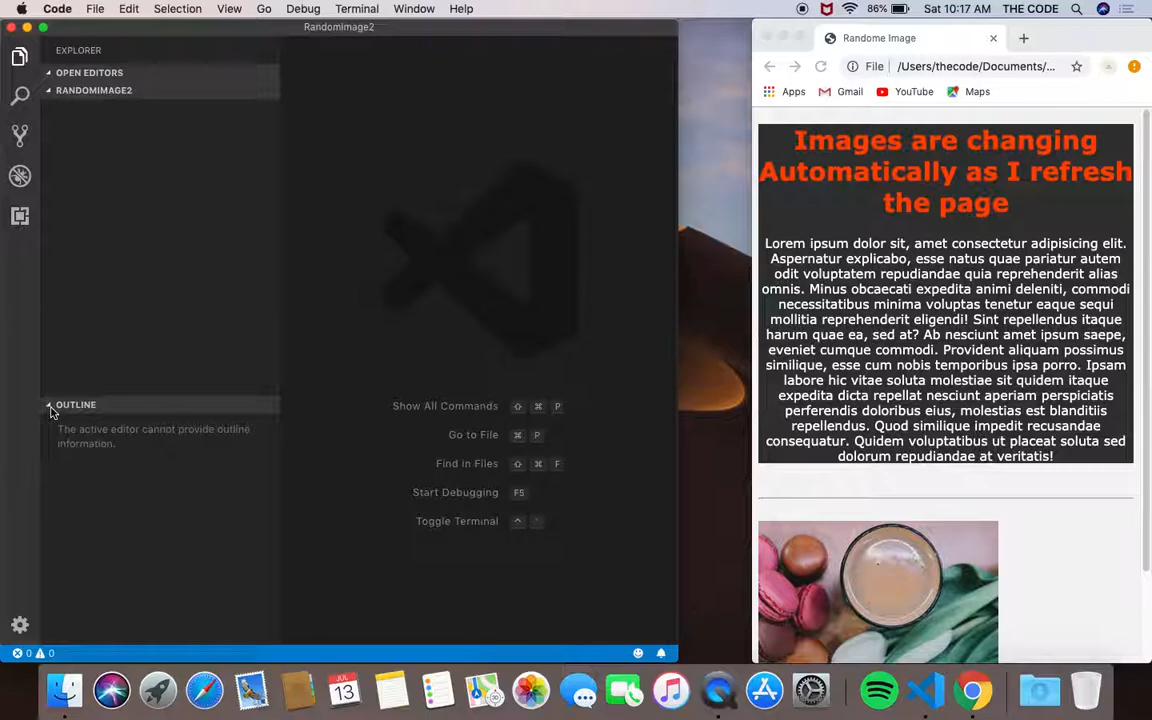 Code File Edit Selection View Go Debug Terminal Window Help 86% Sat 10:17 AM THE CODE
RandomImage2
EXPLORER
OPEN EDITORS
RANDOMIMAGE2
OUTLINE
The active editor cannot provide outline
information.
Show All Commands ⇧ ⌘ P
Go to File ⌘ P
Find in Files ⇧ ⌘ F
Start Debugging F5
Toggle Terminal ^ `
0 0
Randome Image
File /Users/thecode/Documents/...
Apps Gmail YouTube Maps
Images are changing
Automatically as I refresh
the page
Lorem ipsum dolor sit, amet consectetur adipisicing elit.
Aspernatur explicabo, esse natus quae pariatur autem
odit voluptatem repudiandae quia reprehenderit alias
omnis. Minus obcaecati expedita animi deleniti, commodi
necessitatibus minima voluptas tenetur eaque sequi
mollitia reprehenderit eligendi! Sint repellendus itaque
harum quae ea, sed at? Ab nesciunt amet ipsum saepe,
eveniet cumque commodi. Provident aliquam possimus
similique, esse cum nobis temporibus ipsa porro. Ipsam
labore hic vitae soluta molestiae sit quidem itaque
expedita dicta repellat nesciunt aperiam perspiciatis
perferendis doloribus eius, molestias est blanditiis
repellendus. Quod similique impedit recusandae
consequatur. Quidem voluptatibus ut placeat soluta sed
dolorum repudiandae at veritatis!
JUL
13